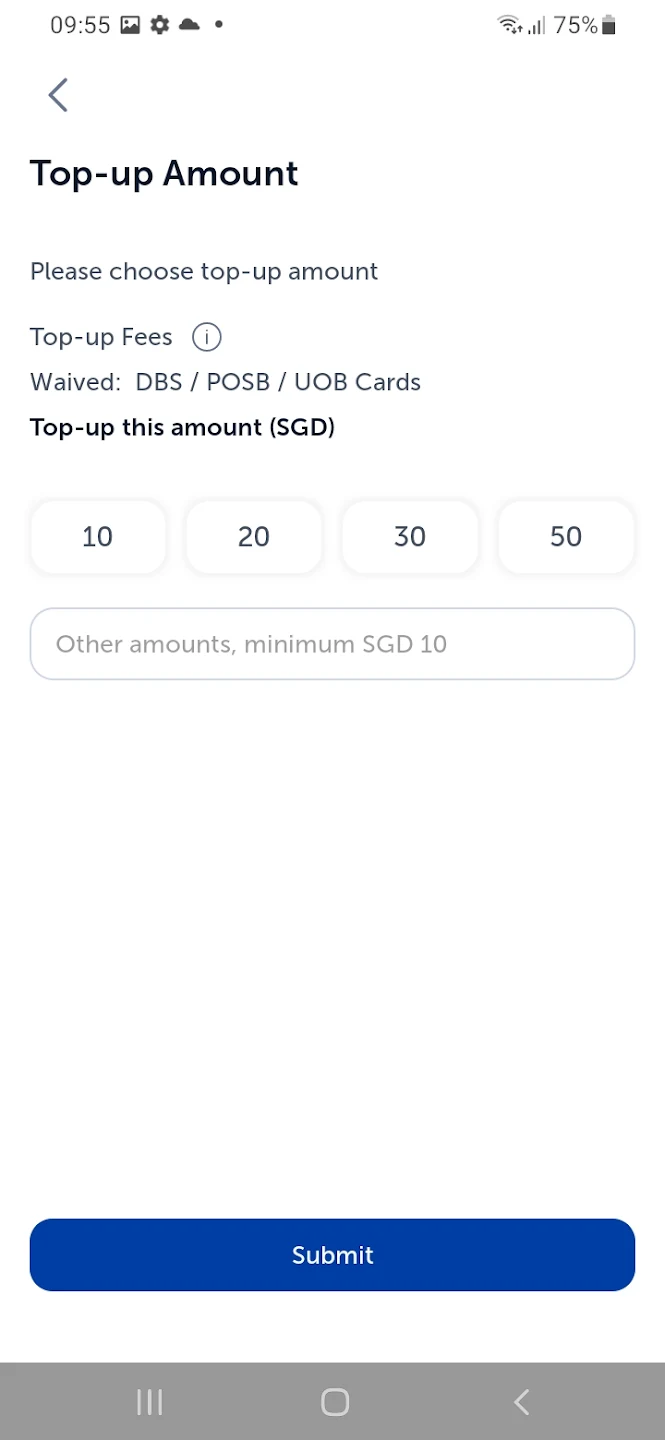 09:55
75%
Top-up Amount
Please choose top-up amount
Top-up Fees
Waived: DBS / POSB / UOB Cards
Top-up this amount (SGD)
10 20 30 50
Other amounts, minimum SGD 10
Submit